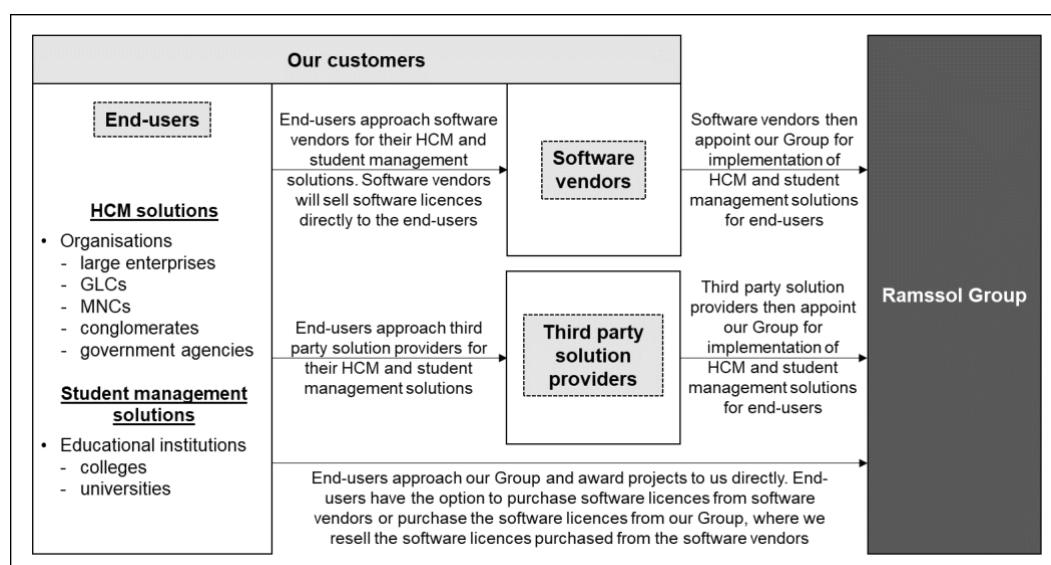 Our customers
End-users
HCM solutions
• Organisations
- large enterprises
- GLCs
- MNCs
- conglomerates
- government agencies
Student management
solutions
• Educational institutions
- colleges
- universities
End-users approach software
vendors for their HCM and
student management
solutions. Software vendors
will sell software licences
directly to the end-users
Software
vendors
Software vendors then
appoint our Group for
implementation of
HCM and student
management solutions
for end-users
End-users approach third
party solution providers for
their HCM and student
management solutions
Third party
solution
providers
Third party solution
providers then appoint
our Group for
implementation of
HCM and student
management solutions
for end-users
End-users approach our Group and award projects to us directly. End-
users have the option to purchase software licences from software
vendors or purchase the software licences from our Group, where we
resell the software licences purchased from the software vendors
Ramssol Group